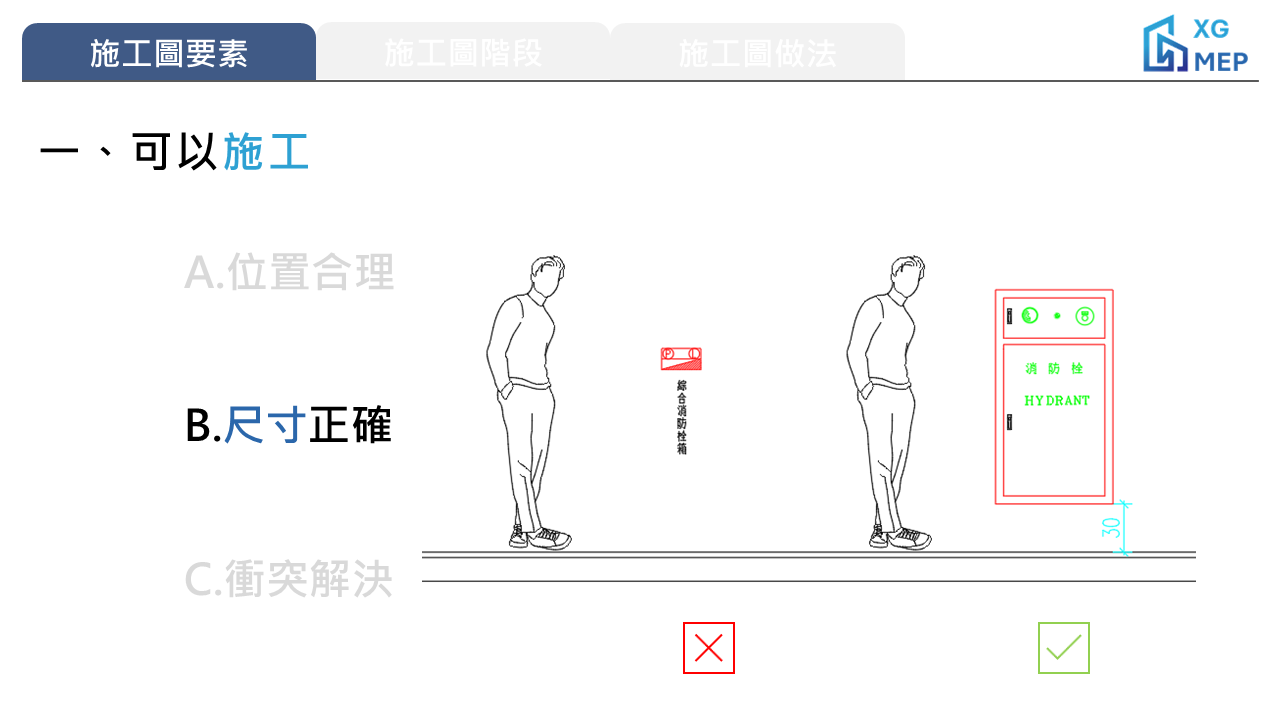 施工圖要素
施工圖階段
施工圖做法
XG
MEP
一、可以施工
A.位置合理
B.尺寸正確
C.衝突解決
P
L
綜合消防栓箱
消防栓
HYDRANT
30